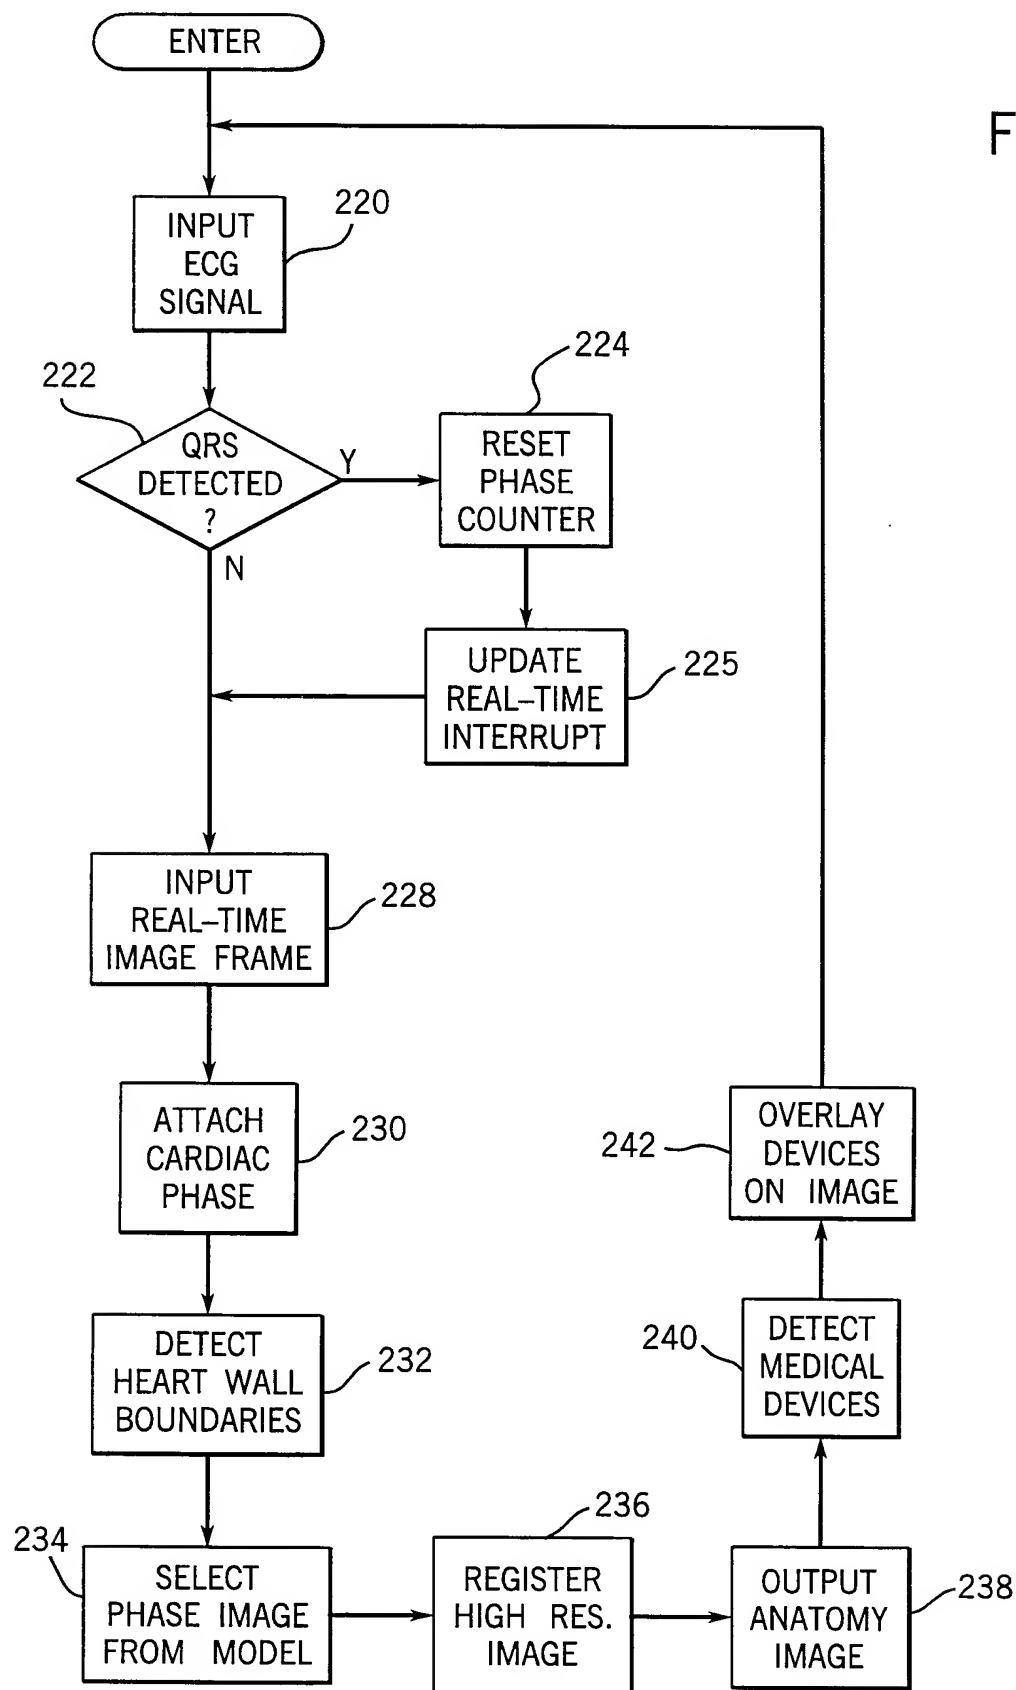 ENTER
F
INPUT
ECG
SIGNAL
220
222
QRS
DETECTED
?
Y
N
224
RESET
PHASE
COUNTER
UPDATE
REAL–TIME
INTERRUPT
225
INPUT
REAL–TIME
IMAGE FRAME
228
ATTACH
CARDIAC
PHASE
230
DETECT
HEART WALL
BOUNDARIES
232
234
SELECT
PHASE IMAGE
FROM MODEL
236
REGISTER
HIGH RES.
IMAGE
OUTPUT
ANATOMY
IMAGE
238
240
DETECT
MEDICAL
DEVICES
242
OVERLAY
DEVICES
ON IMAGE